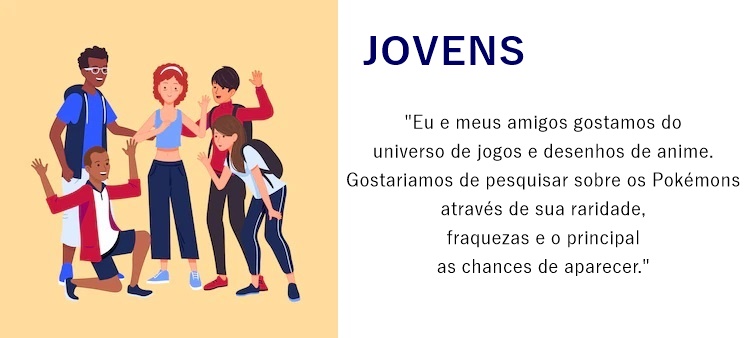 JOVENS
"Eu e meus amigos gostamos do
universo de jogos e desenhos de anime.
Gostariamos de pesquisar sobre os Pokémons
através de sua raridade,
fraquezas e o principal
as chances de aparecer."